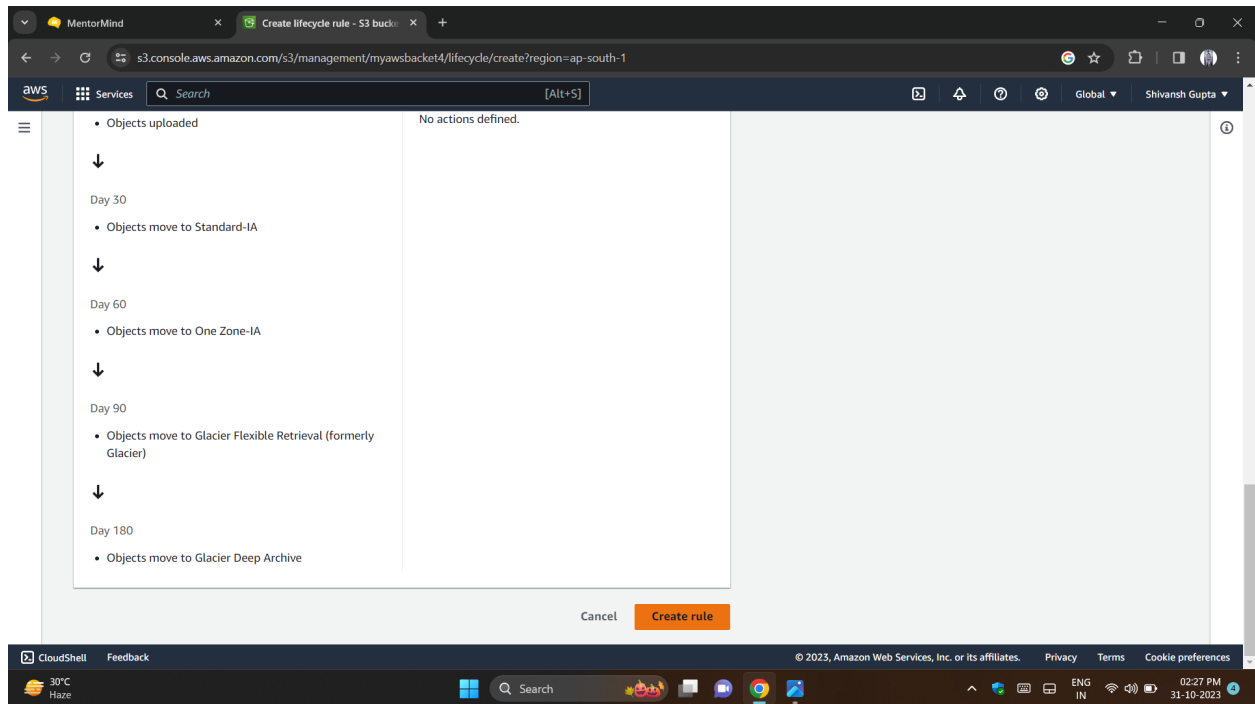 MentorMind
Create lifecycle rule - S3 bucke
s3.console.aws.amazon.com/s3/management/myawsbacket4/lifecycle/create?region=ap-south-1
aws
Services
Search
[Alt+S]
Global
Shivansh Gupta
• Objects uploaded
No actions defined.
Day 30
• Objects move to Standard-IA
Day 60
• Objects move to One Zone-IA
Day 90
• Objects move to Glacier Flexible Retrieval (formerly
Glacier)
Day 180
• Objects move to Glacier Deep Archive
Cancel
Create rule
CloudShell
Feedback
© 2023, Amazon Web Services, Inc. or its affiliates.
Privacy
Terms
Cookie preferences
30°C
Haze
Search
ENG
IN
02:27 PM
31-10-2023
4